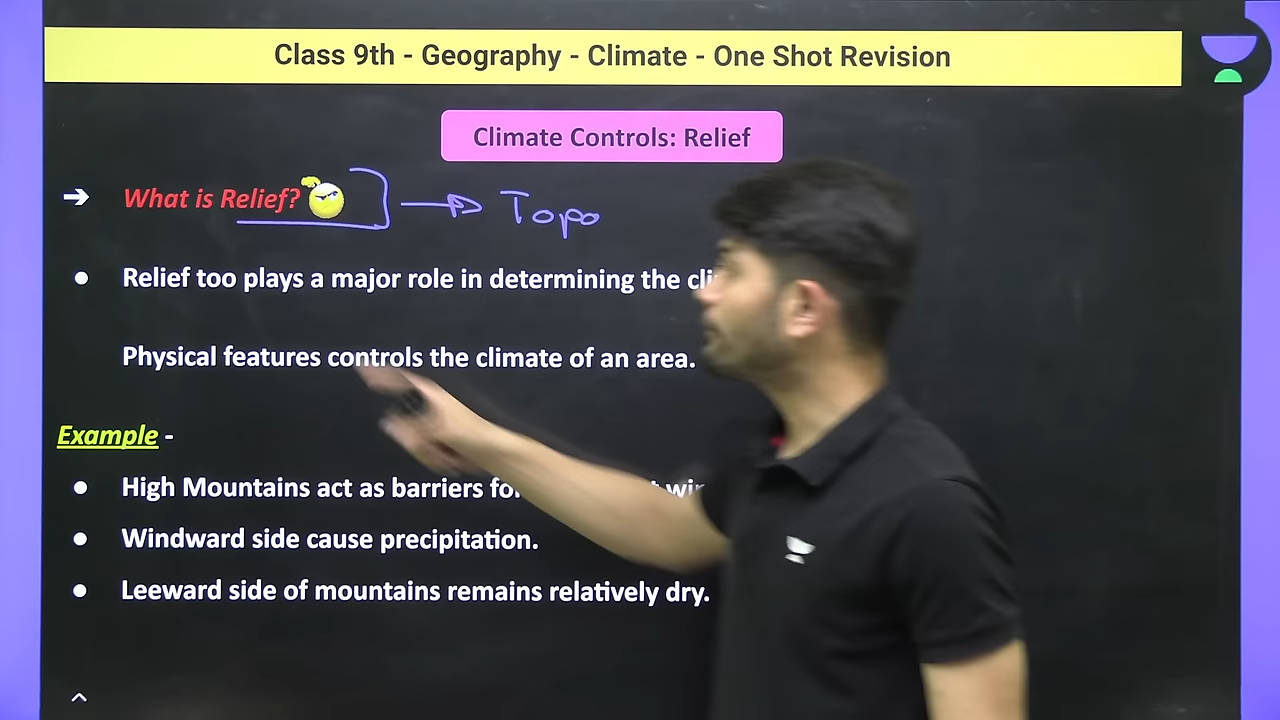 Class 9th - Geography - Climate - One Shot Revision
Climate Controls: Relief
➔ What is Relief? → Topo
● Relief too plays a major role in determining the
Physical features controls the climate of an area.
Example -
● High Mountains act as barriers
● Windward side cause precipitation.
● Leeward side of mountains remains relatively dry.